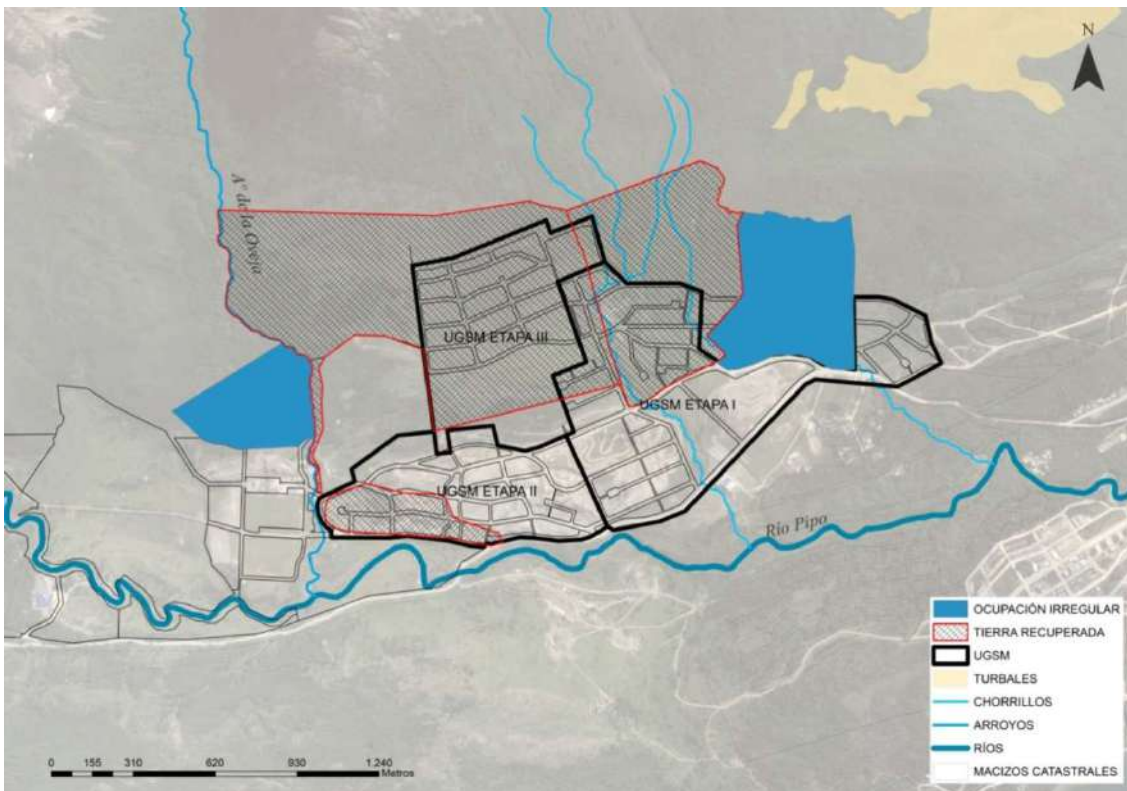 N
Aº de la Oveja
UGSM ETAPA III
UGSM ETAPA I
UGSM ETAPA II
Río Pipo
OCUPACIÓN IRREGULAR
TIERRA RECUPERADA
UGSM
TURBALES
CHORRILLOS
ARROYOS
RÍOS
MACIZOS CATASTRALES
0 155 310 620 930 1.240
Metros